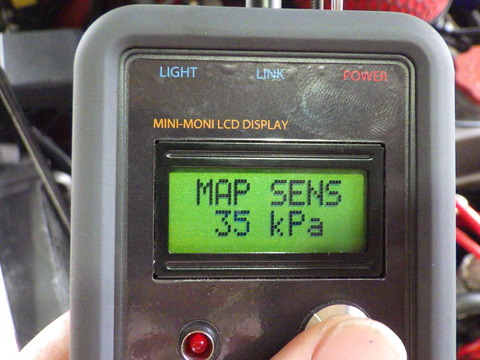 LIGHT LINK POWER
MINI-MONI LCD DISPLAY
MAP SENS
35 kPa